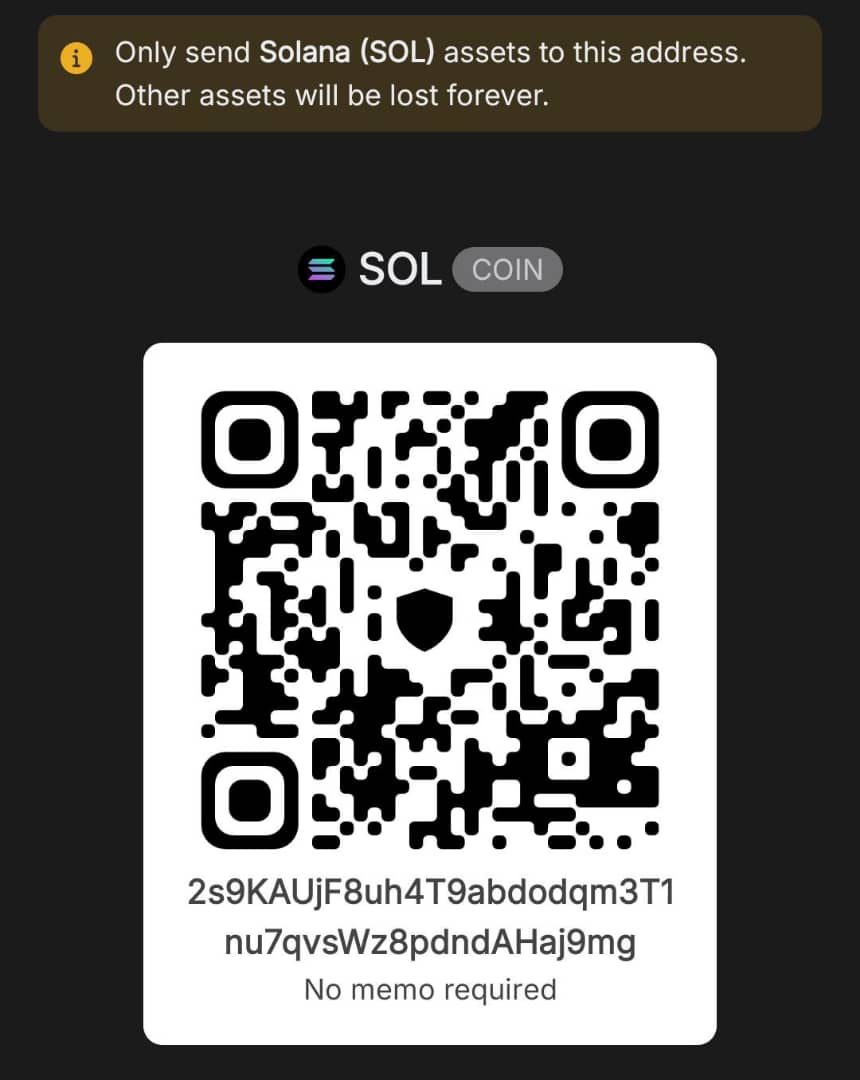 Only send Solana (SOL) assets to this address.
Other assets will be lost forever.
SOL COIN
2s9KAUjF8uh4T9abdodqm3T1
nu7qvsWz8pdndAHaj9mg
No memo required